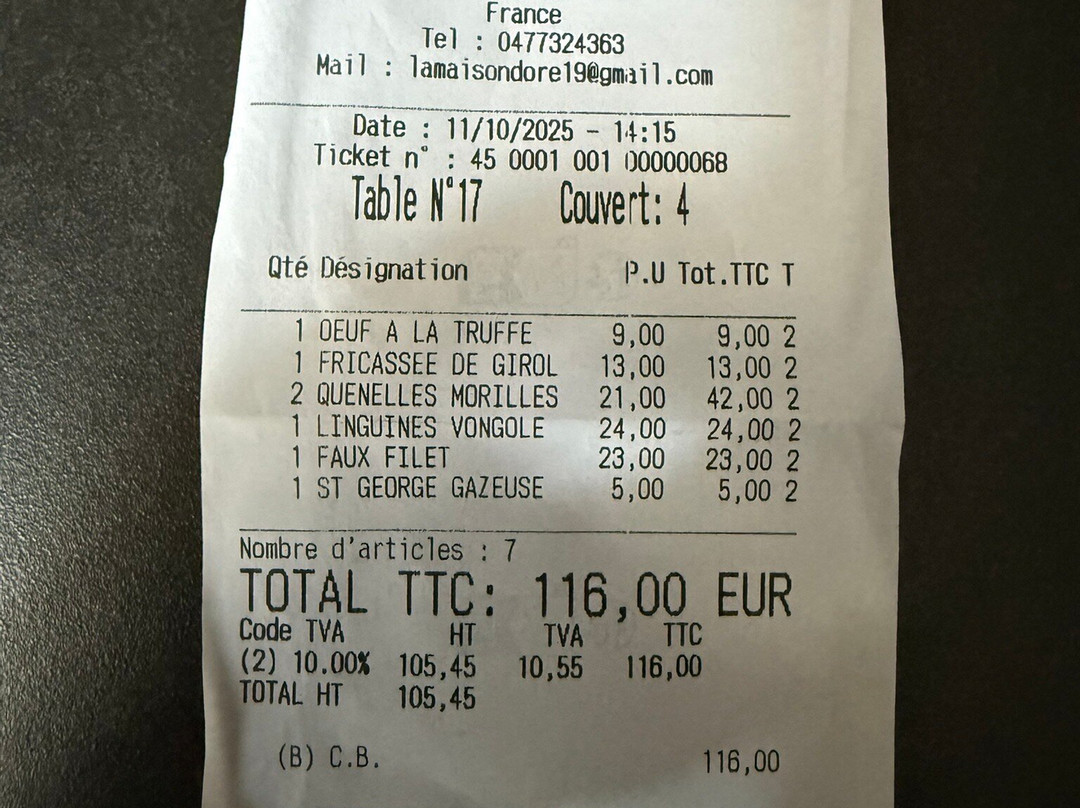 France
Tel : 0477324363
Mail : lamaisondore19@gmail.com
Date : 11/10/2025 - 14:15
Ticket n° : 45 0001 001 00000068
Table N°17 Couvert: 4
Qté Désignation P.U Tot.TTC T
1 OEUF A LA TRUFFE 9,00 9,00 2
1 FRICASSEE DE GIROL 13,00 13,00 2
2 QUENELLES MORILLES 21,00 42,00 2
1 LINGUINES VONGOLE 24,00 24,00 2
1 FAUX FILET 23,00 23,00 2
1 ST GEORGE GAZEUSE 5,00 5,00 2
Nombre d'articles : 7
TOTAL TTC: 116,00 EUR
Code TVA HT TVA TTC
(2) 10.00% 105,45 10,55 116,00
TOTAL HT 105,45
(B) C.B. 116,00